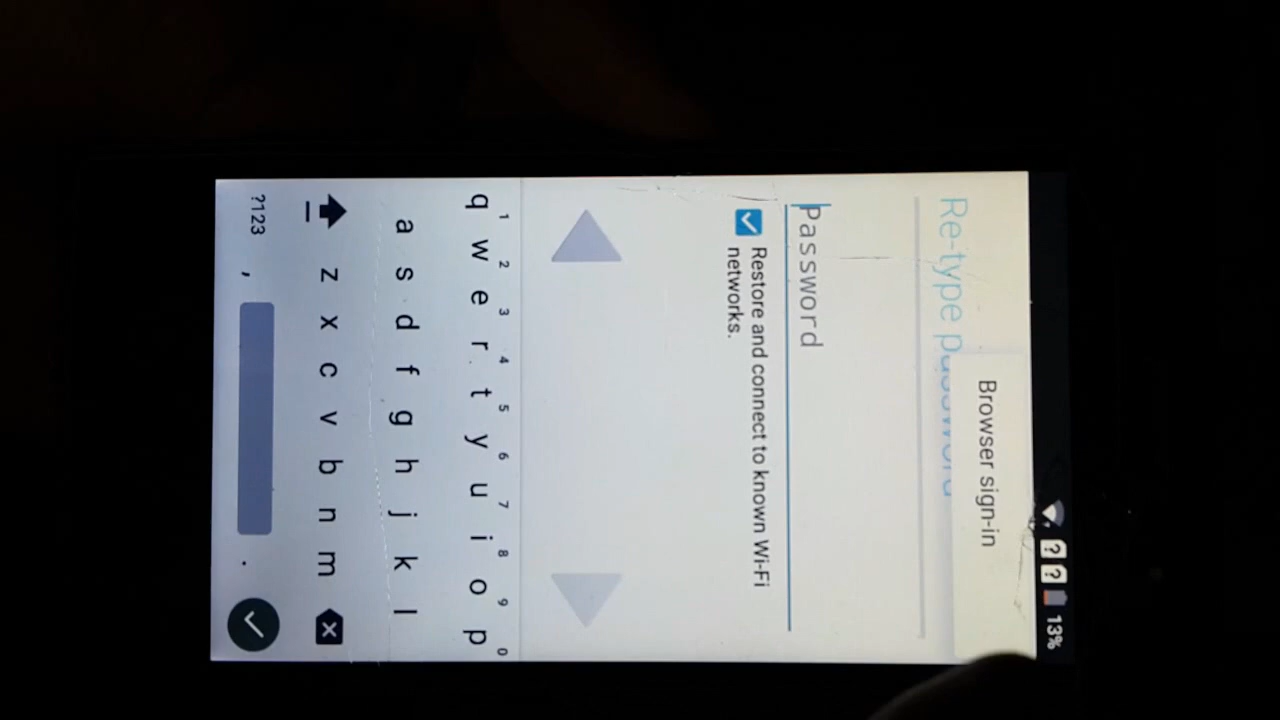 13%
Browser sign-in
Re-type password
Password
Restore and connect to known Wi-Fi
networks.
1 2 3 4 5 6 7 8 9 0
q w e r t y u i o p
a s d f g h j k l
z x c v b n m
?123 , .